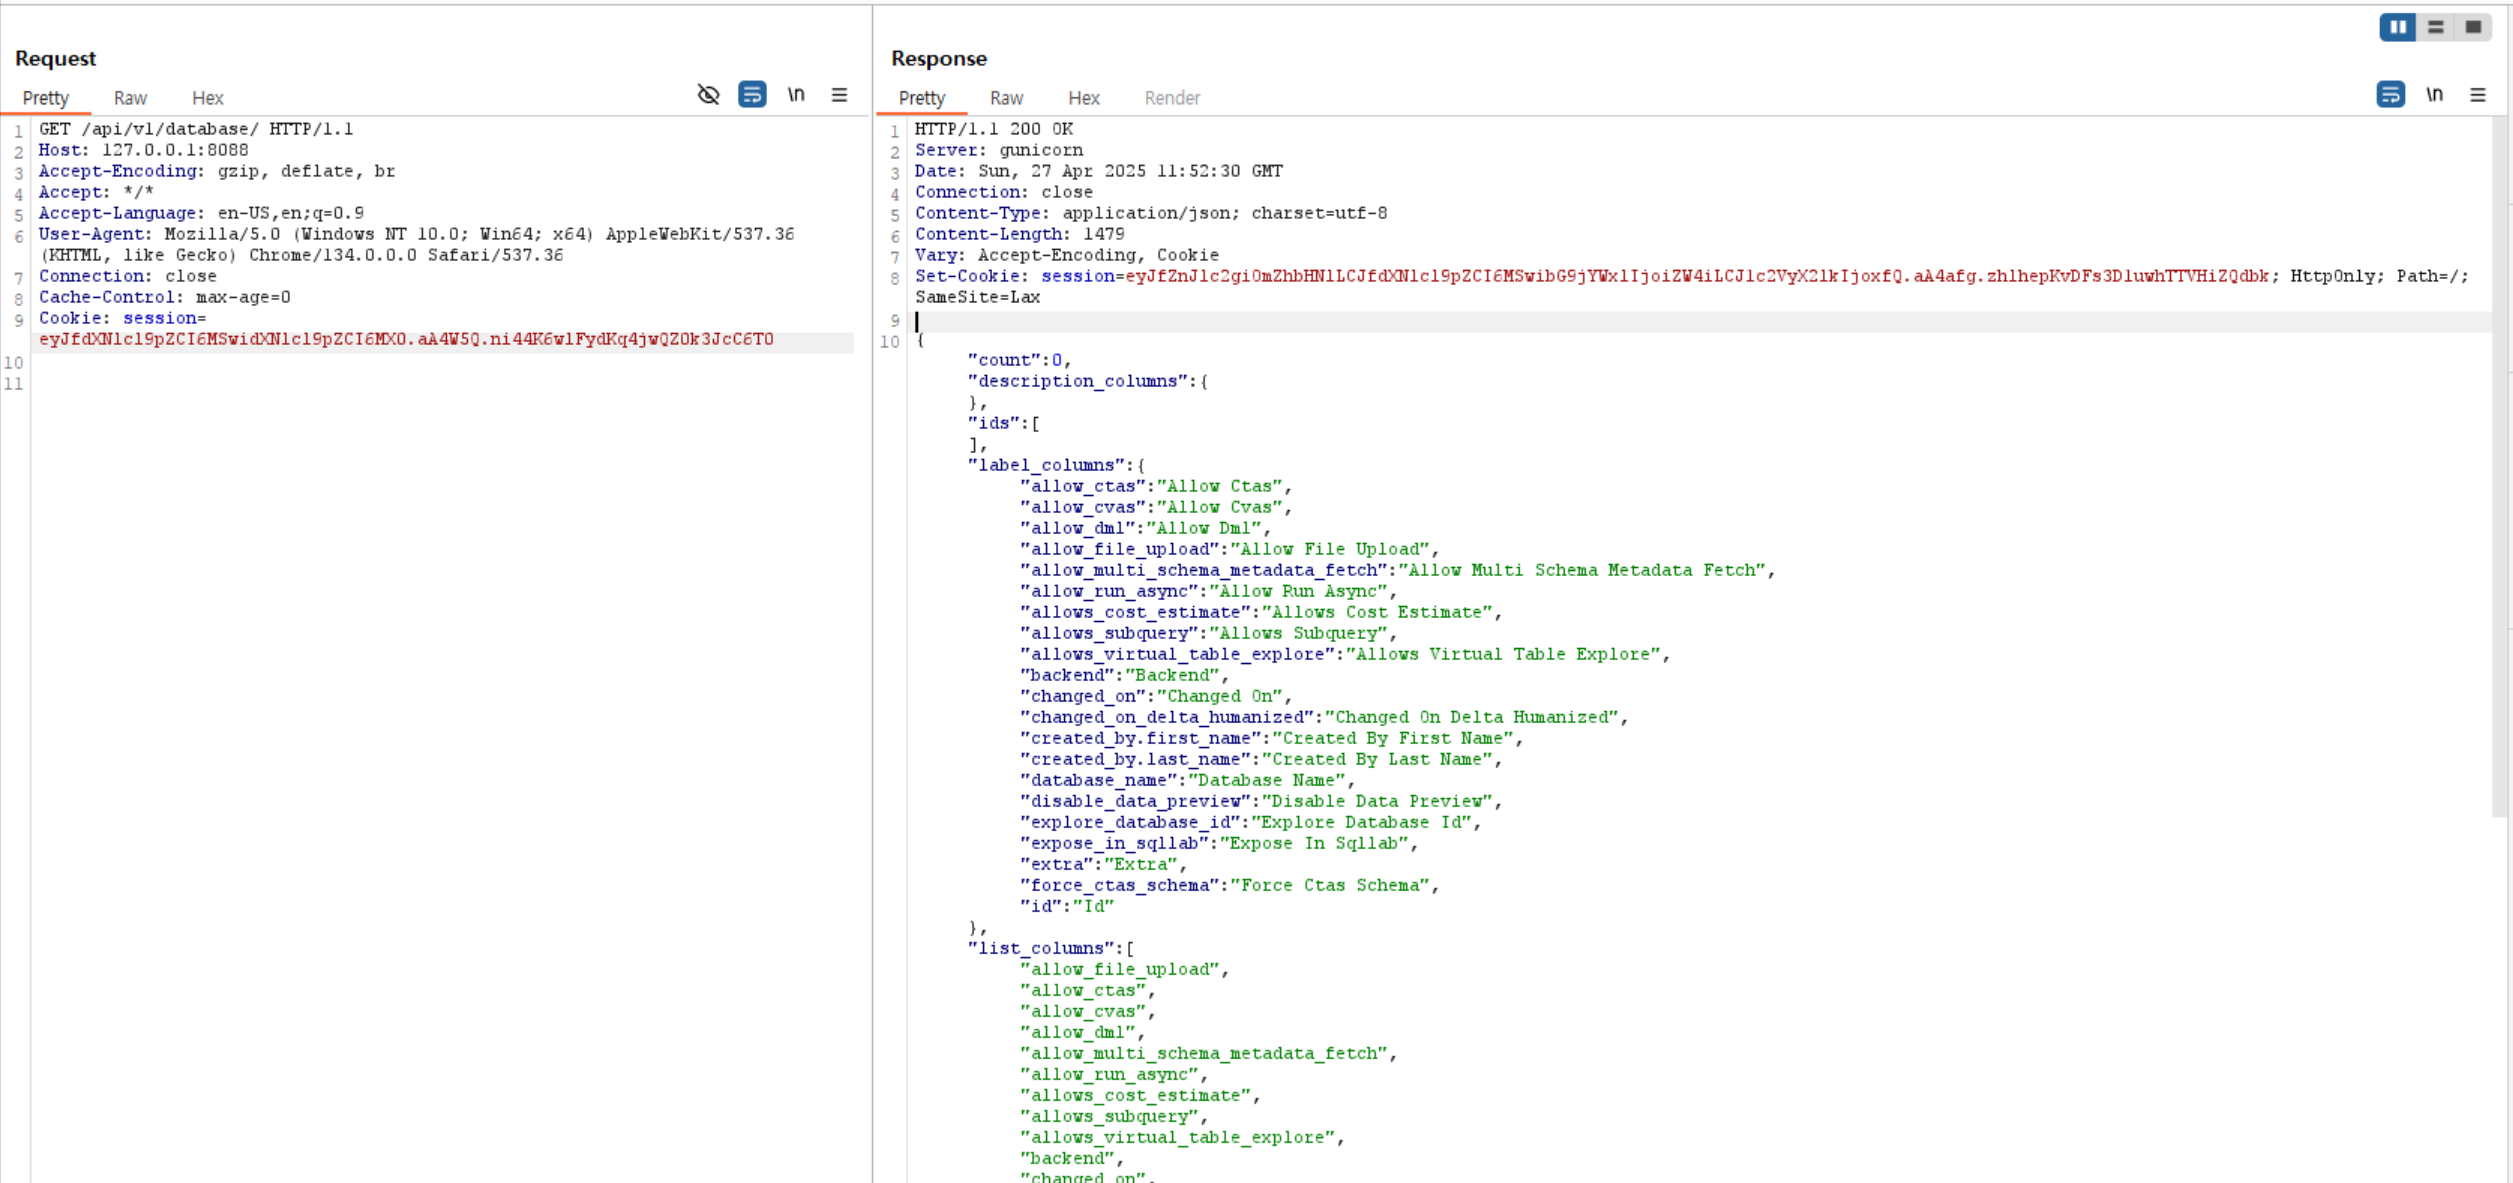 Request
Pretty Raw Hex \n
1 GET /api/v1/database/ HTTP/1.1
2 Host: 127.0.0.1:8088
3 Accept-Encoding: gzip, deflate, br
4 Accept: */*
5 Accept-Language: en-US,en;q=0.9
6 User-Agent: Mozilla/5.0 (Windows NT 10.0; Win64; x64) AppleWebKit/537.36
(KHTML, like Gecko) Chrome/134.0.0.0 Safari/537.36
7 Connection: close
8 Cache-Control: max-age=0
9 Cookie: session=
eyJfdXNlcl9pZCI6MSwidXNlcl9pZCI6MX0.aA4W5Q.ni44K6wlFydKq4jwQZ0k3JcC6T0
10
11
Response
Pretty Raw Hex Render \n
1 HTTP/1.1 200 OK
2 Server: gunicorn
3 Date: Sun, 27 Apr 2025 11:52:30 GMT
4 Connection: close
5 Content-Type: application/json; charset=utf-8
6 Content-Length: 1479
7 Vary: Accept-Encoding, Cookie
8 Set-Cookie: session=eyJfZnJlc2giOmZhbHNlLCJfdXNlcl9pZCI6MSwibG9jYWxlIjoiZW4iLCJ1c2VyX2lkIjoxfQ.aA4afg.zhlhepKvDFs3DluwhTTVHiZQdbk; HttpOnly; Path=/;
SameSite=Lax
9
10 {
"count":0,
"description_columns":{
},
"ids":[
],
"label_columns":{
"allow_ctas":"Allow Ctas",
"allow_cvas":"Allow Cvas",
"allow_dml":"Allow Dml",
"allow_file_upload":"Allow File Upload",
"allow_multi_schema_metadata_fetch":"Allow Multi Schema Metadata Fetch",
"allow_run_async":"Allow Run Async",
"allows_cost_estimate":"Allows Cost Estimate",
"allows_subquery":"Allows Subquery",
"allows_virtual_table_explore":"Allows Virtual Table Explore",
"backend":"Backend",
"changed_on":"Changed On",
"changed_on_delta_humanized":"Changed On Delta Humanized",
"created_by.first_name":"Created By First Name",
"created_by.last_name":"Created By Last Name",
"database_name":"Database Name",
"disable_data_preview":"Disable Data Preview",
"explore_database_id":"Explore Database Id",
"expose_in_sqllab":"Expose In Sqllab",
"extra":"Extra",
"force_ctas_schema":"Force Ctas Schema",
"id":"Id"
},
"list_columns":[
"allow_file_upload",
"allow_ctas",
"allow_cvas",
"allow_dml",
"allow_multi_schema_metadata_fetch",
"allow_run_async",
"allows_cost_estimate",
"allows_subquery",
"allows_virtual_table_explore",
"backend",
"changed_on",